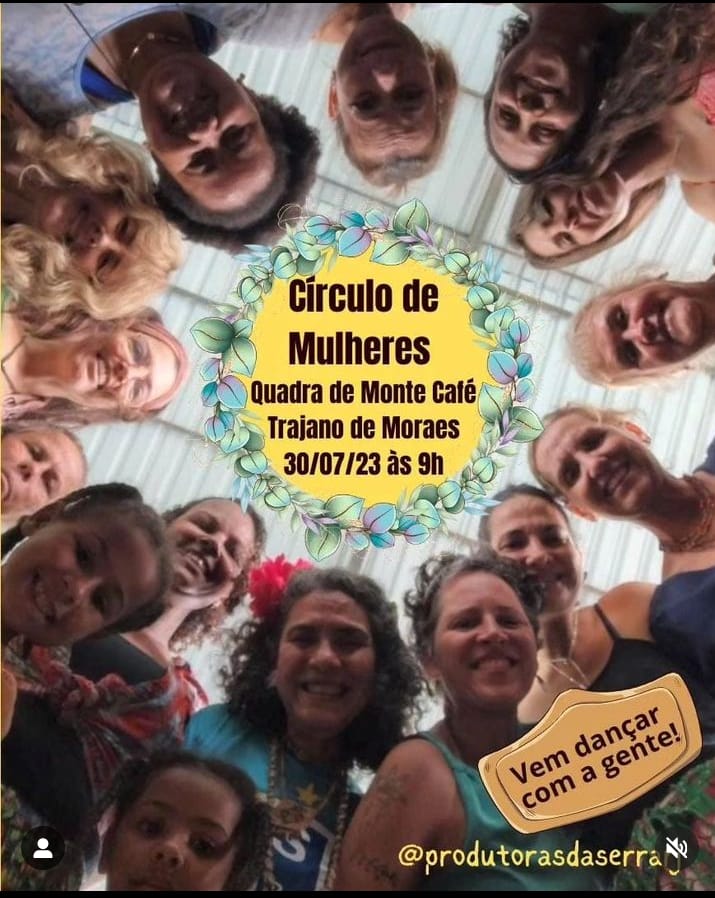 Círculo de
Mulheres
Quadra de Monte Café
Trajano de Moraes
30/07/23 às 9h
Vem dançar
com a gente!
@produtorasdaserra